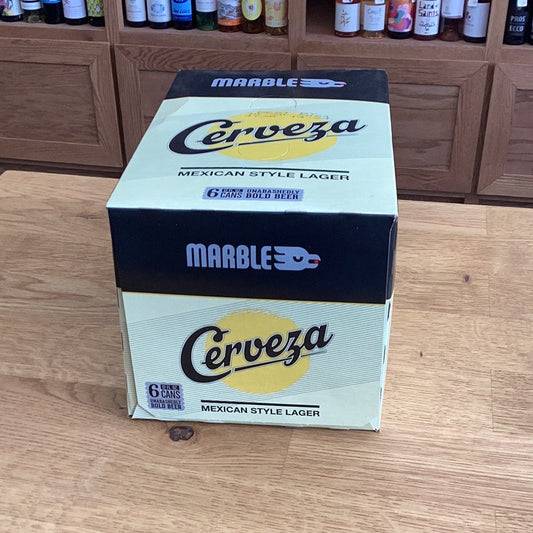 MARBLE
Cerveza
MEXICAN STYLE LAGER
6 CANS UNABASHEDLY BOLD BEER
MARBLE
Cerveza
6 CANS
UNABASHEDLY
BOLD BEER
MEXICAN STYLE LAGER